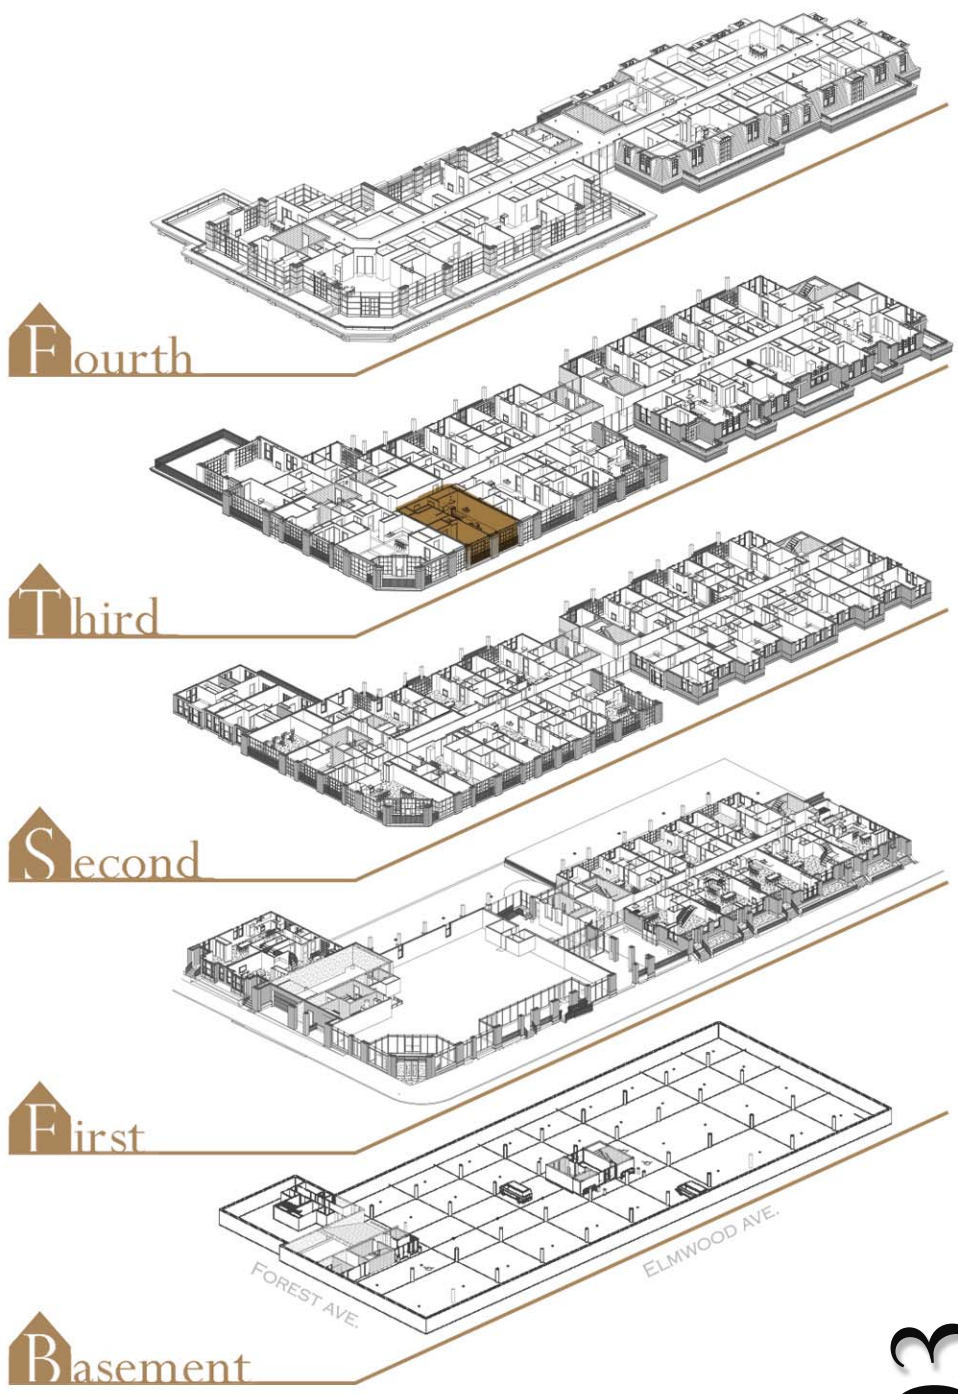 Fourth
Third
Second
First
FOREST AVE.
ELMWOOD AVE.
Basement
3